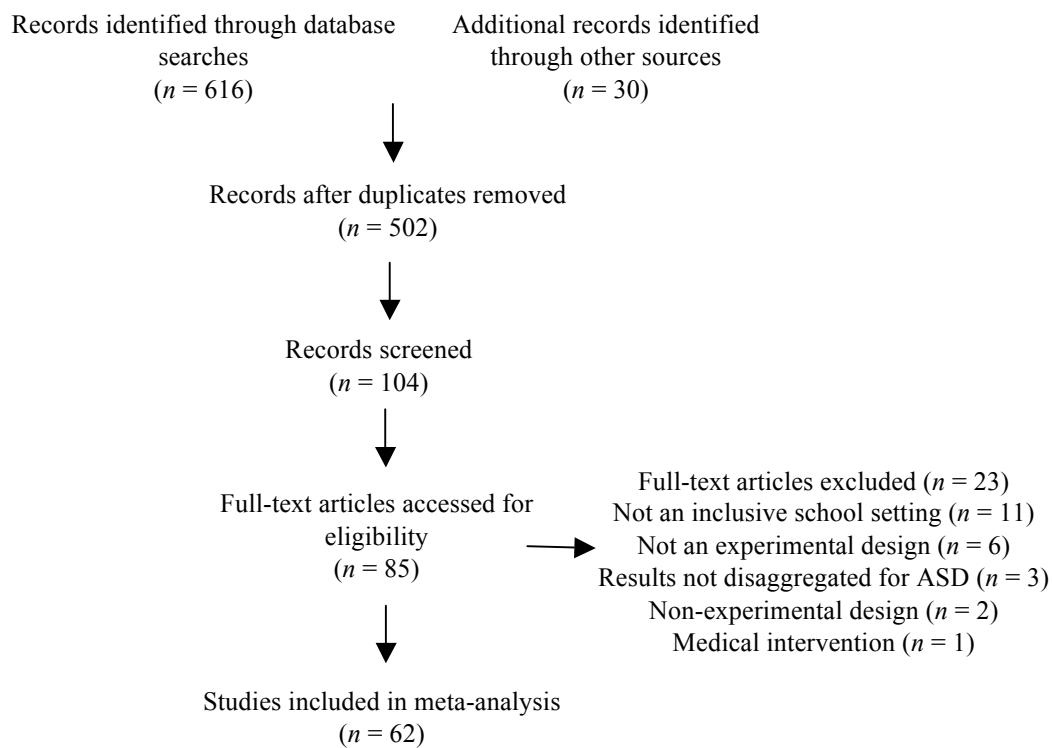 Records identified through database
searches
(n = 616)
Additional records identified
through other sources
(n = 30)
Records after duplicates removed
(n = 502)
Records screened
(n = 104)
Full-text articles accessed for
eligibility
(n = 85)
Full-text articles excluded (n = 23)
Not an inclusive school setting (n = 11)
Not an experimental design (n = 6)
Results not disaggregated for ASD (n = 3)
Non-experimental design (n = 2)
Medical intervention (n = 1)
Studies included in meta-analysis
(n = 62)